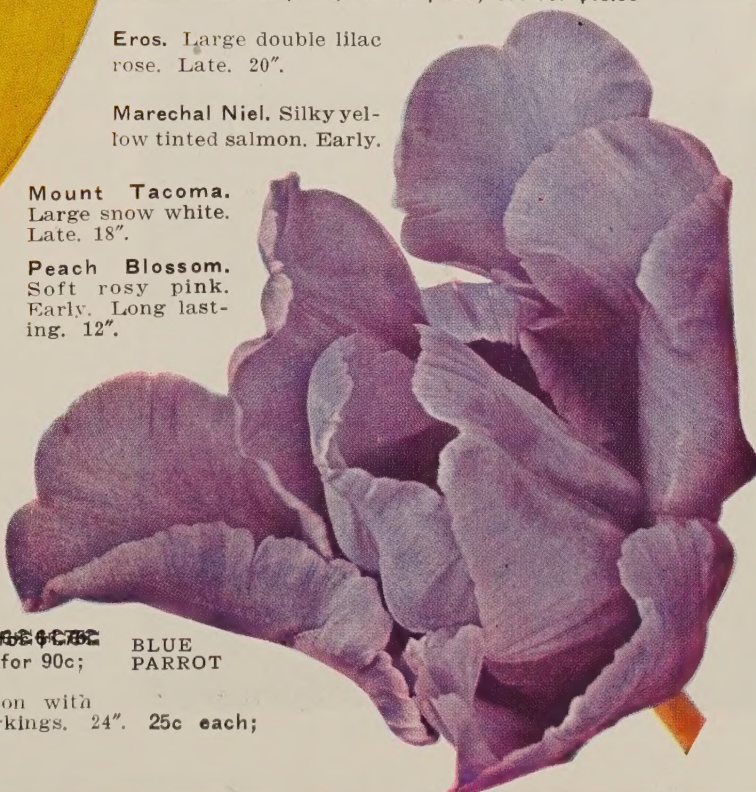 Eros. Large double lilac
rose. Late. 20″.
Marechal Niel. Silky yel-
low tinted salmon. Early.
Mount Tacoma.
Large snow white.
Late. 18″.
Peach Blossom.
Soft rosy pink.
Early. Long last-
ing. 12″.
for 90c;
BLUE
PARROT
on with
kings. 24″. 25c each;